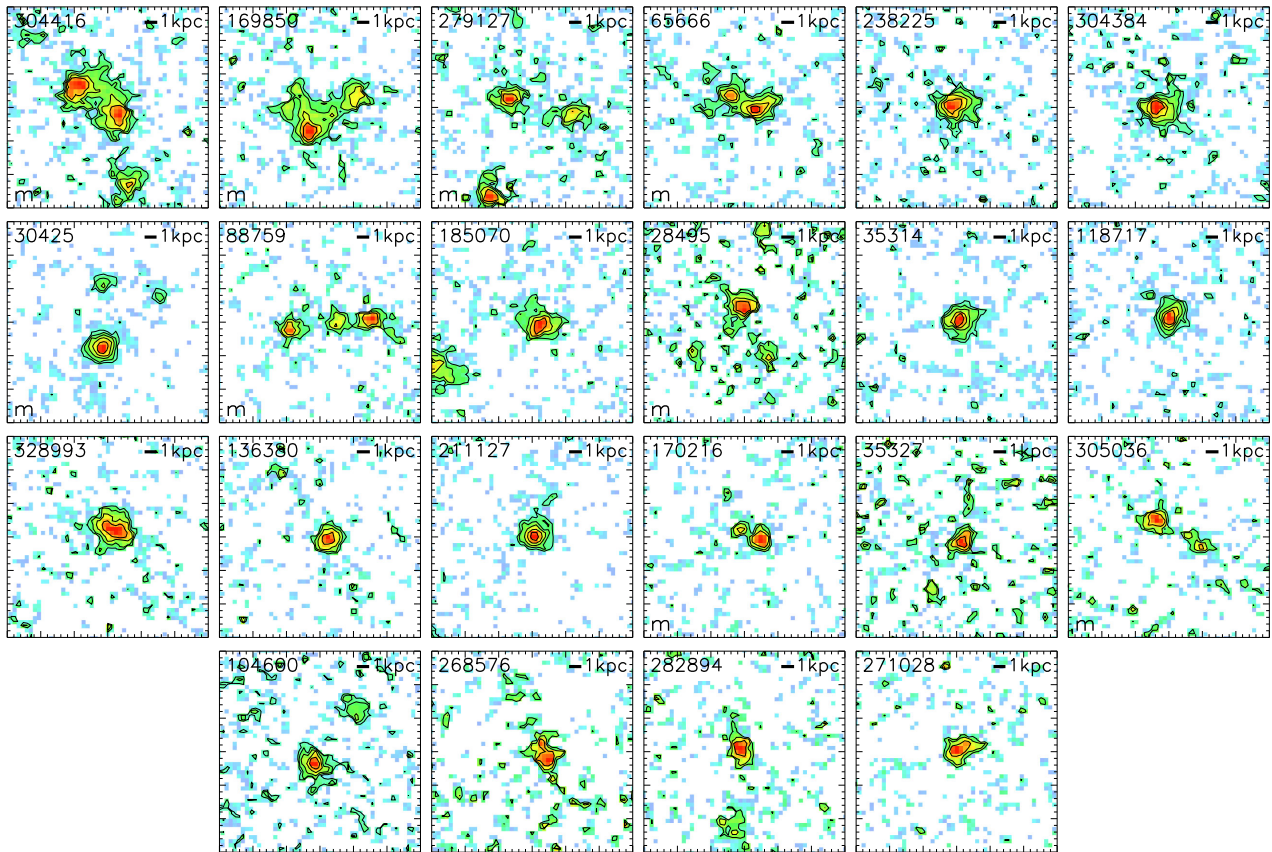 304416 1kpc
m
169859 1kpc
m
279127 1kpc
m
65666 1kpc
m
238225 1kpc
304384 1kpc
30425 1kpc
m
88759 1kpc
m
185070 1kpc
28495 1kpc
m
35314 1kpc
118717 1kpc
328993 1kpc
136380 1kpc
211127 1kpc
170216 1kpc
m
35327 1kpc
305036 1kpc
m
104600 1kpc
268576 1kpc
282894 1kpc
271028 1kpc